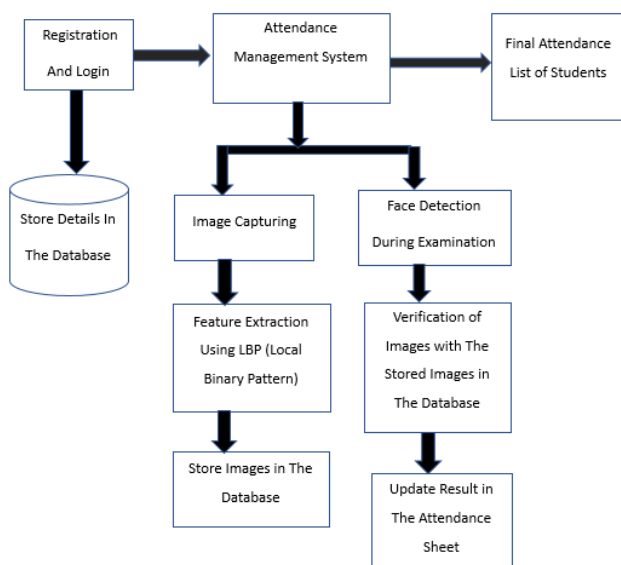 Registration
And Login
Attendance
Management System
Final Attendance
List of Students
Store Details In
The Database
Image Capturing
Face Detection
During Examination
Feature Extraction
Using LBP (Local
Binary Pattern)
Verification of
Images with The
Stored Images in
The Database
Store Images in The
Database
Update Result in
The Attendance
Sheet